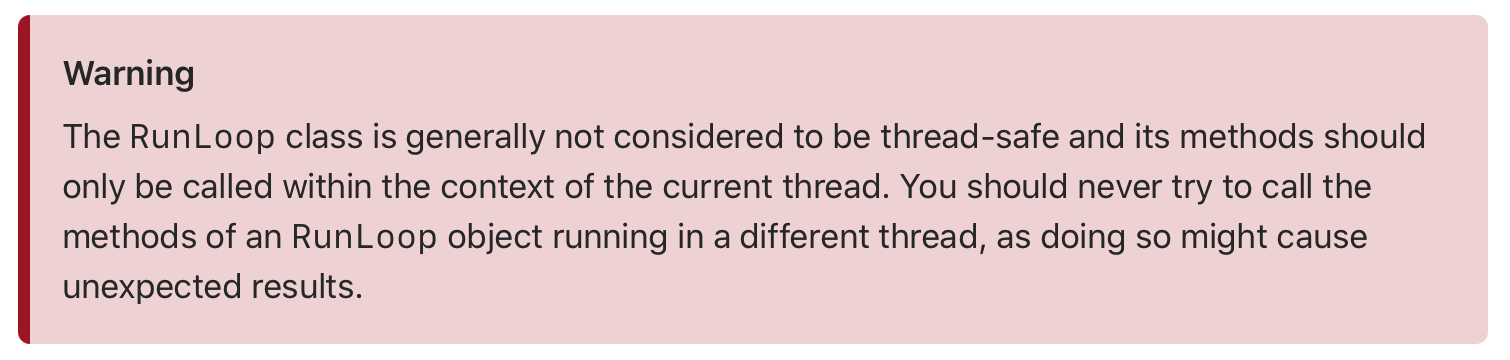 Warning
The RunLoop class is generally not considered to be thread-safe and its methods should
only be called within the context of the current thread. You should never try to call the
methods of an RunLoop object running in a different thread, as doing so might cause
unexpected results.